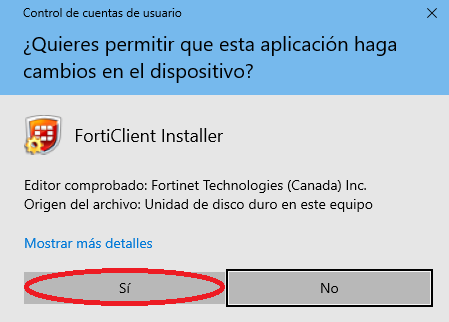 Control de cuentas de usuario
¿Quieres permitir que esta aplicación haga
cambios en el dispositivo?
FortiClient Installer
Editor comprobado: Fortinet Technologies (Canada) Inc.
Origen del archivo: Unidad de disco duro en este equipo
Mostrar más detalles
Sí
No